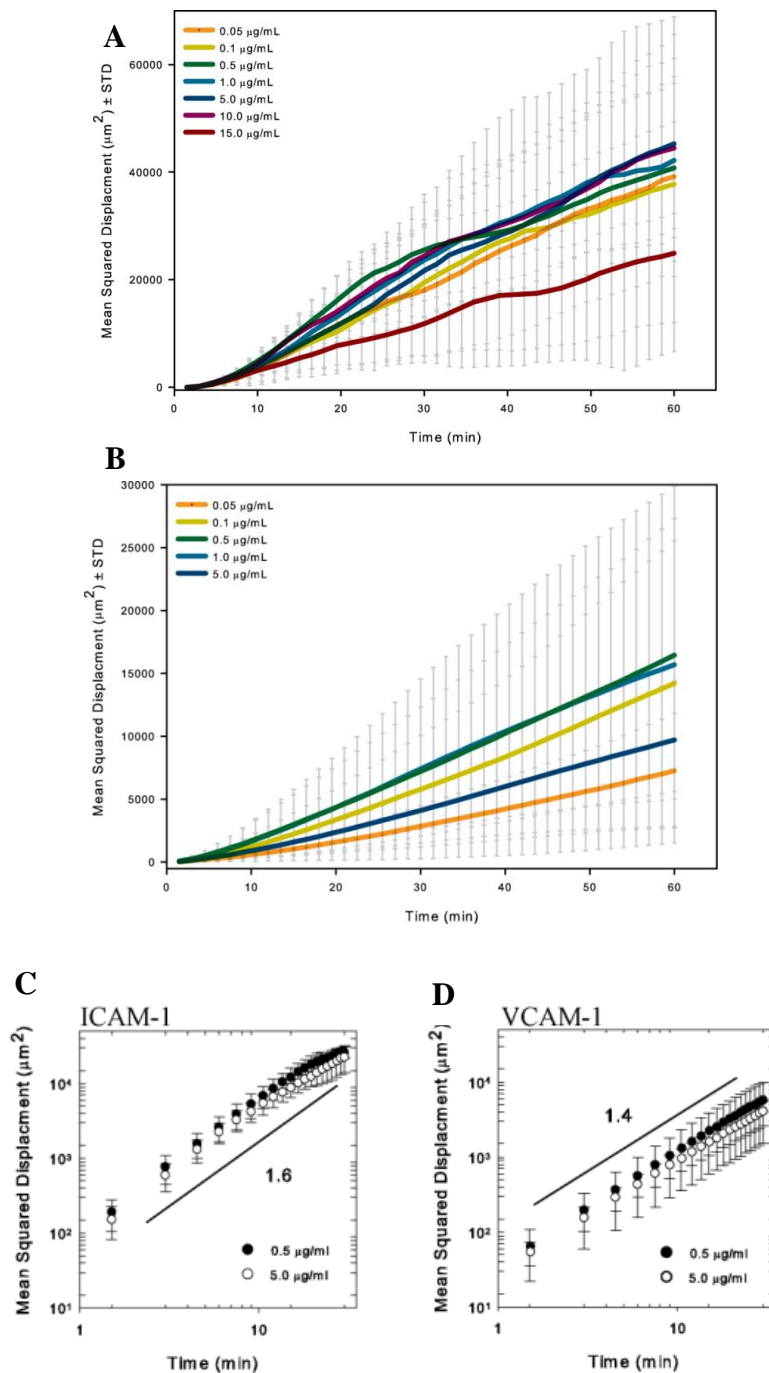 A
0.05 μg/mL
0.1 μg/mL
0.5 μg/mL
1.0 μg/mL
5.0 μg/mL
10.0 μg/mL
15.0 μg/mL
Mean Squared Displacment (μm²) ± STD
60000
40000
20000
0
0 10 20 30 40 50 60
Time (min)
B
0.05 μg/mL
0.1 μg/mL
0.5 μg/mL
1.0 μg/mL
5.0 μg/mL
Mean Squared Displacment (μm²) ± STD
30000
25000
20000
15000
10000
5000
0
0 10 20 30 40 50 60
Time (min)
C
ICAM-1
Mean Squared Displacment (μm²)
10⁴
10³
10²
10¹
1.6
0.5 μg/ml
5.0 μg/ml
1 10
Time (min)
D
VCAM-1
Mean Squared Displacment (μm²)
10⁴
10³
10²
10¹
1.4
0.5 μg/ml
5.0 μg/ml
1 10
Time (min)